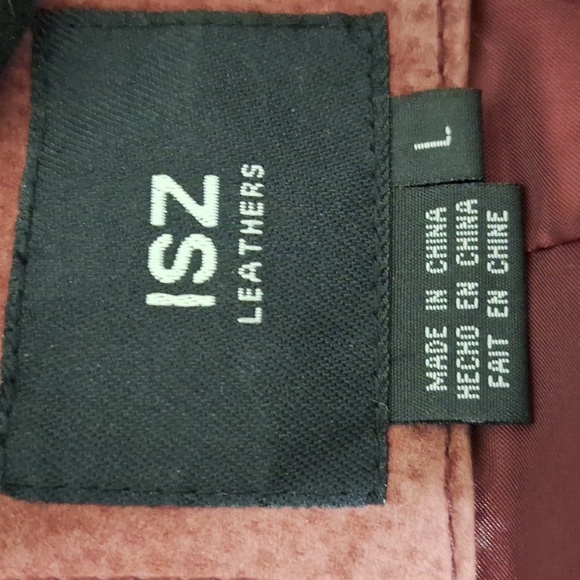 ISZ
LEATHERS
L
MADE IN CHINA
HECHO EN CHINA
FAIT EN CHINE